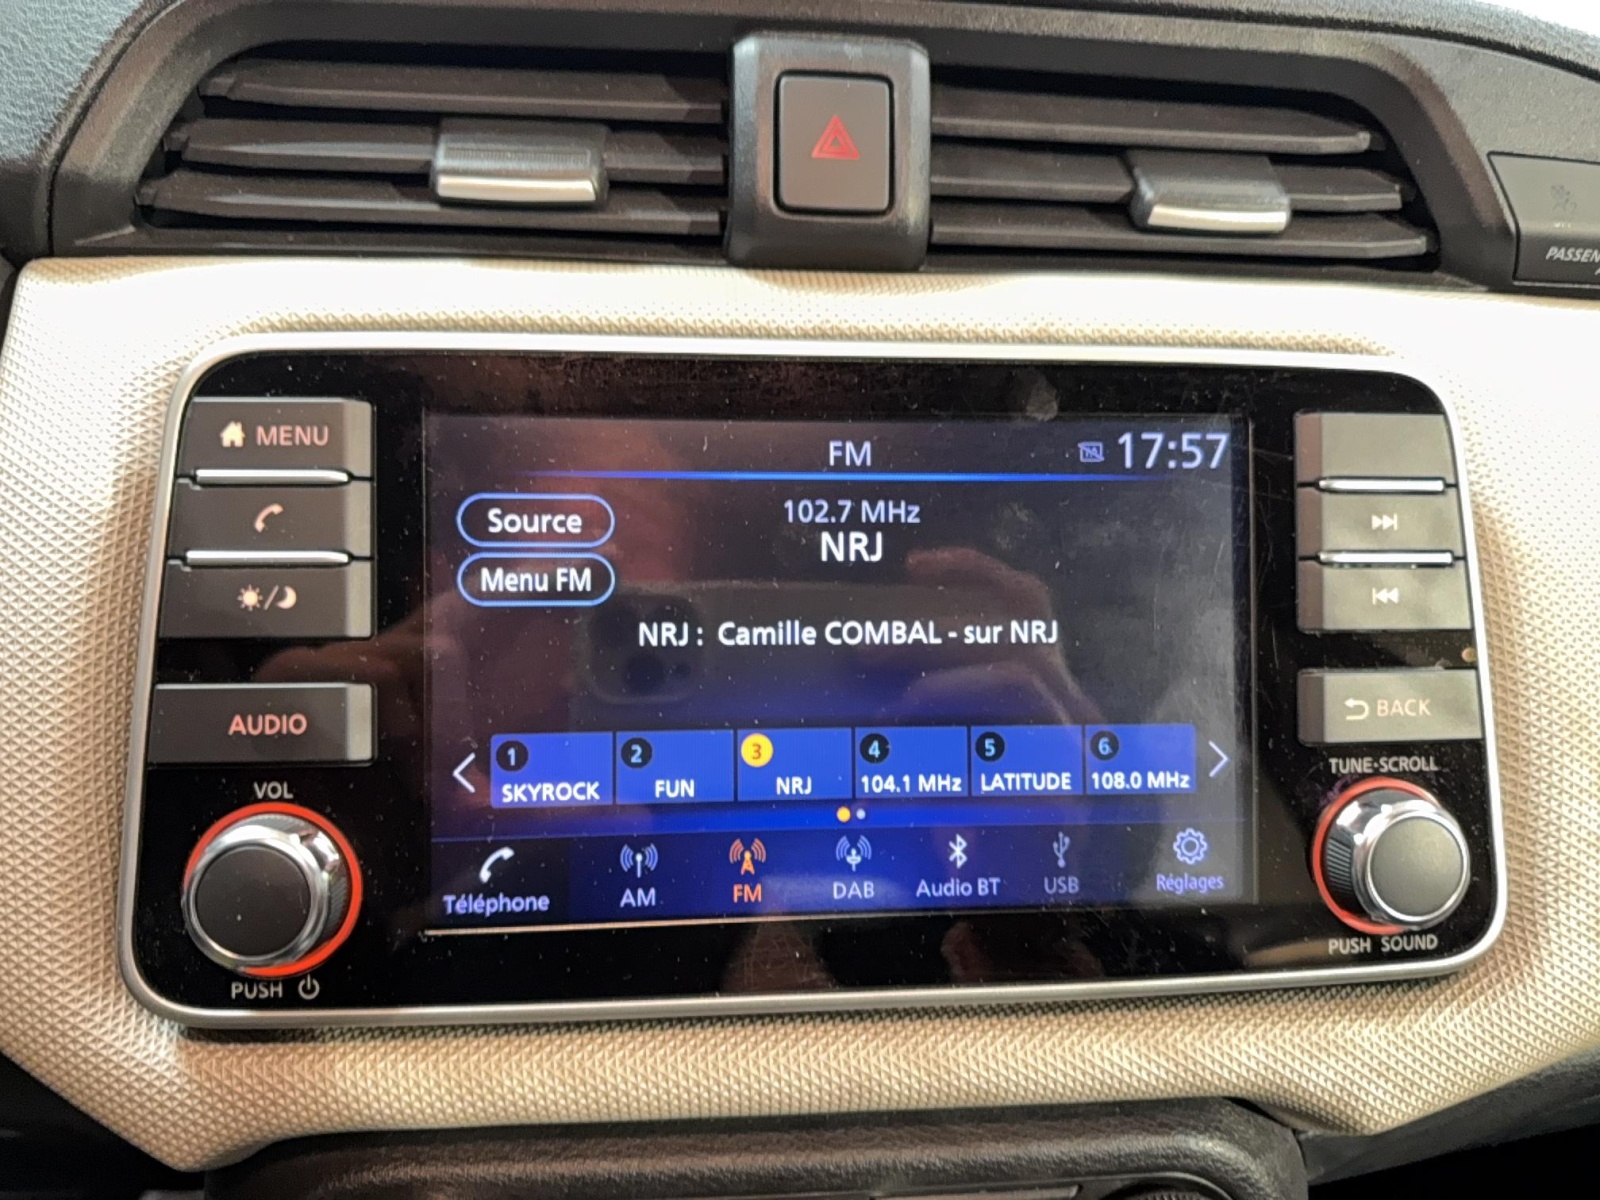 PASSEN
MENU
AUDIO
VOL
PUSH
FM
TA
17:57
Source
102.7 MHz
NRJ
Menu FM
NRJ : Camille COMBAL - sur NRJ
1 SKYROCK
2 FUN
3 NRJ
4 104.1 MHz
5 LATITUDE
6 108.0 MHz
Téléphone
AM
FM
DAB
Audio BT
USB
Réglages
BACK
TUNE·SCROLL
PUSH SOUND